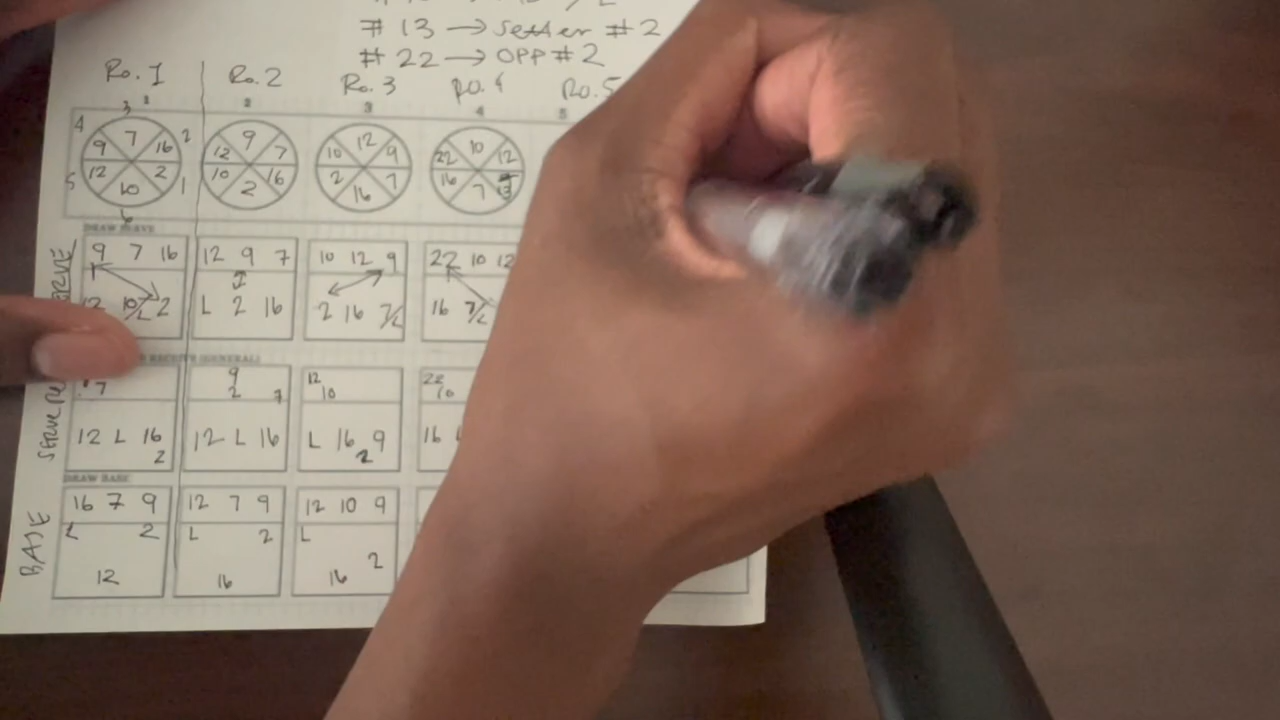 # 13 → Setter # 2
# 22 → OPP # 2
Ro. 1 Ro. 2 Ro. 3 Ro. 4 Ro. 5
3 1 2 3 4 5
4 7 2 9 12 10
9 16 12 7 10 9 22 12
5 12 2 1 10 16 2 7 16 13
10 2 16 7
6
DRAW SERVE
9 7 16 12 9 7 10 12 9 22 10 12
12 10/L 2 L 2 16 2 16 7/L 16 7/L
RECEIVE (GENERAL)
9 12 22
7 2 7 10 10
12 L 16 12 L 16 L 16 9 16
2 2
DRAW BASE
BASE
16 7 9 12 7 9 12 10 9
L 2 L 2 L
2
12 16 16